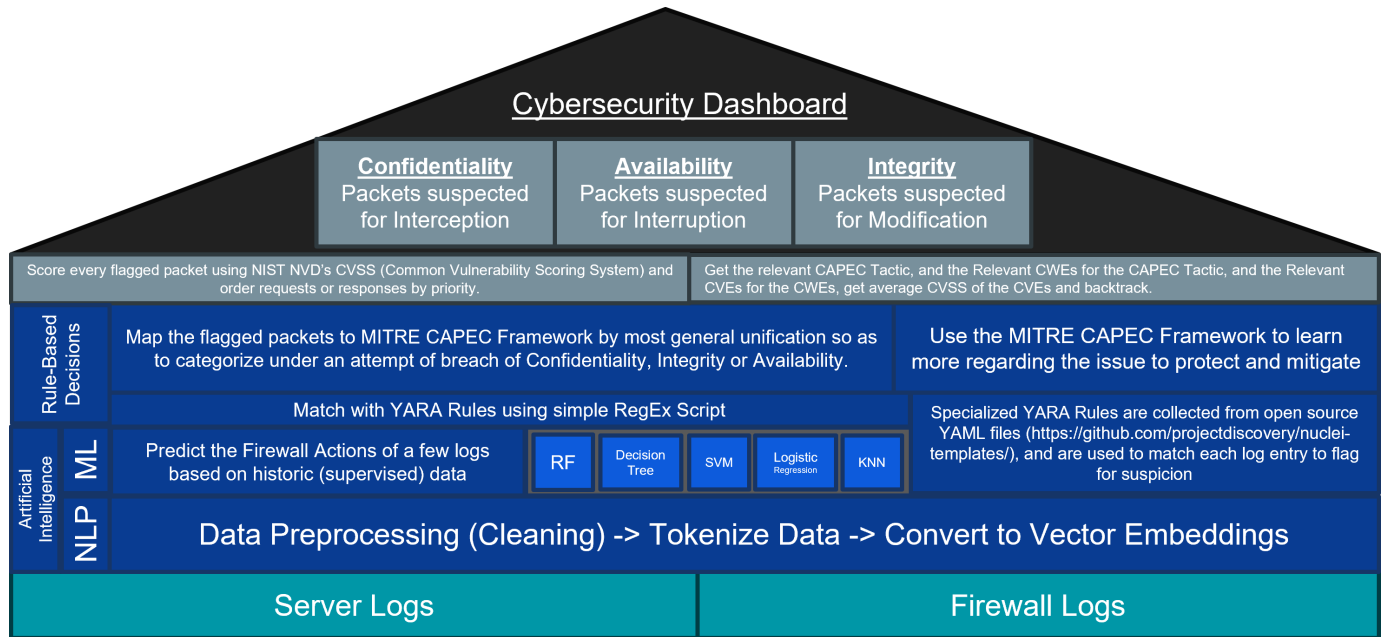 Cybersecurity Dashboard
Confidentiality
Packets suspected
for Interception
Availability
Packets suspected
for Interruption
Integrity
Packets suspected
for Modification
Score every flagged packet using NIST NVD's CVSS (Common Vulnerability Scoring System) and
order requests or responses by priority.
Get the relevant CAPEC Tactic, and the Relevant CWEs for the CAPEC Tactic, and the Relevant
CVEs for the CWEs, get average CVSS of the CVEs and backtrack.
Rule-Based
Decisions
Map the flagged packets to MITRE CAPEC Framework by most general unification so as
to categorize under an attempt of breach of Confidentiality, Integrity or Availability.
Use the MITRE CAPEC Framework to learn
more regarding the issue to protect and mitigate
Match with YARA Rules using simple RegEx Script
Specialized YARA Rules are collected from open source
YAML files (https://github.com/projectdiscovery/nuclei-
templates/), and are used to match each log entry to flag
for suspicion
Artificial
Intelligence
ML
Predict the Firewall Actions of a few logs
based on historic (supervised) data
RF
Decision
Tree
SVM
Logistic
Regression
KNN
NLP
Data Preprocessing (Cleaning) -> Tokenize Data -> Convert to Vector Embeddings
Server Logs
Firewall Logs